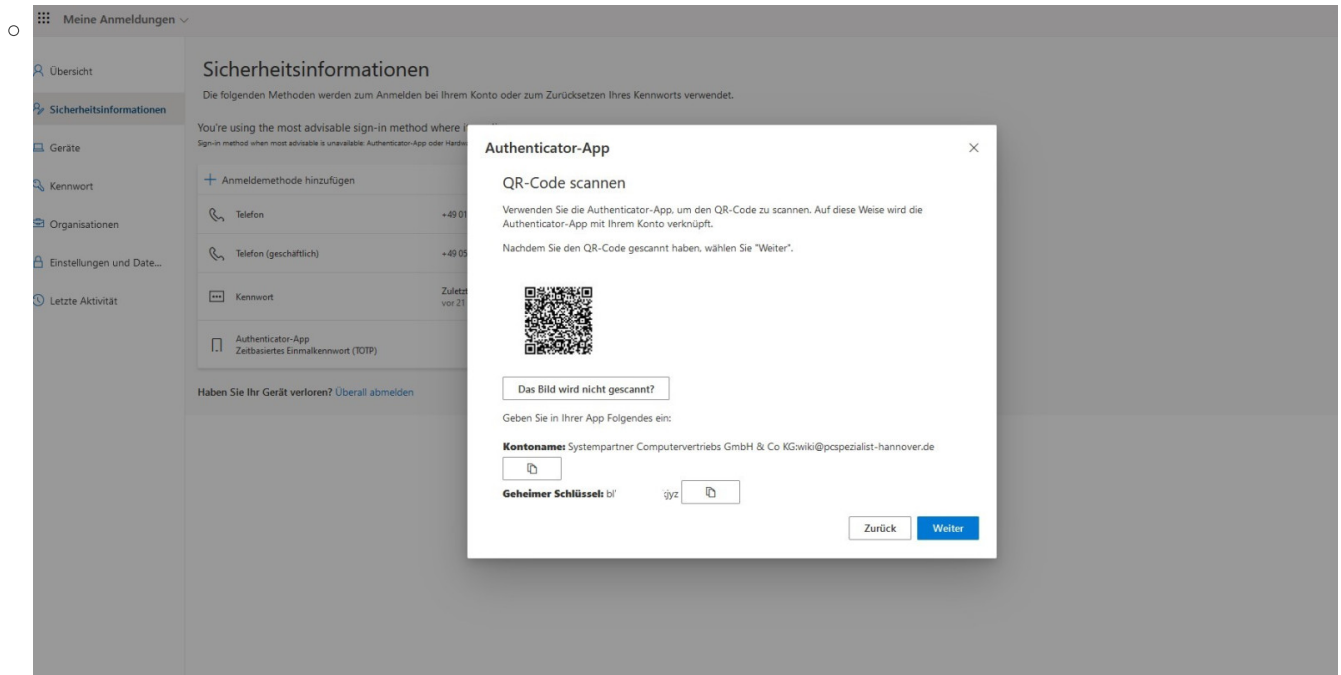 Meine Anmeldungen
Übersicht
Sicherheitsinformationen
Geräte
Kennwort
Organisationen
Einstellungen und Date...
Letzte Aktivität
Sicherheitsinformationen
Die folgenden Methoden werden zum Anmelden bei Ihrem Konto oder zum Zurücksetzen Ihres Kennworts verwendet.
You're using the most advisable sign-in method where i
Sign-in method when most advisable is unavailable: Authenticator-App oder Hardw
Anmeldemethode hinzufügen
Telefon +49 01
Telefon (geschäftlich) +49 05
Kennwort Zuletzt
vor 21
Authenticator-App
Zeitbasiertes Einmalkennwort (TOTP)
Haben Sie Ihr Gerät verloren? Überall abmelden
Authenticator-App
QR-Code scannen
Verwenden Sie die Authenticator-App, um den QR-Code zu scannen. Auf diese Weise wird die
Authenticator-App mit Ihrem Konto verknüpft.
Nachdem Sie den QR-Code gescannt haben, wählen Sie "Weiter".
Das Bild wird nicht gescannt?
Geben Sie in Ihrer App Folgendes ein:
Kontoname: Systempartner Computervertriebs GmbH & Co KG:wiki@pcspezialist-hannover.de
Geheimer Schlüssel: bl
Zurück Weiter